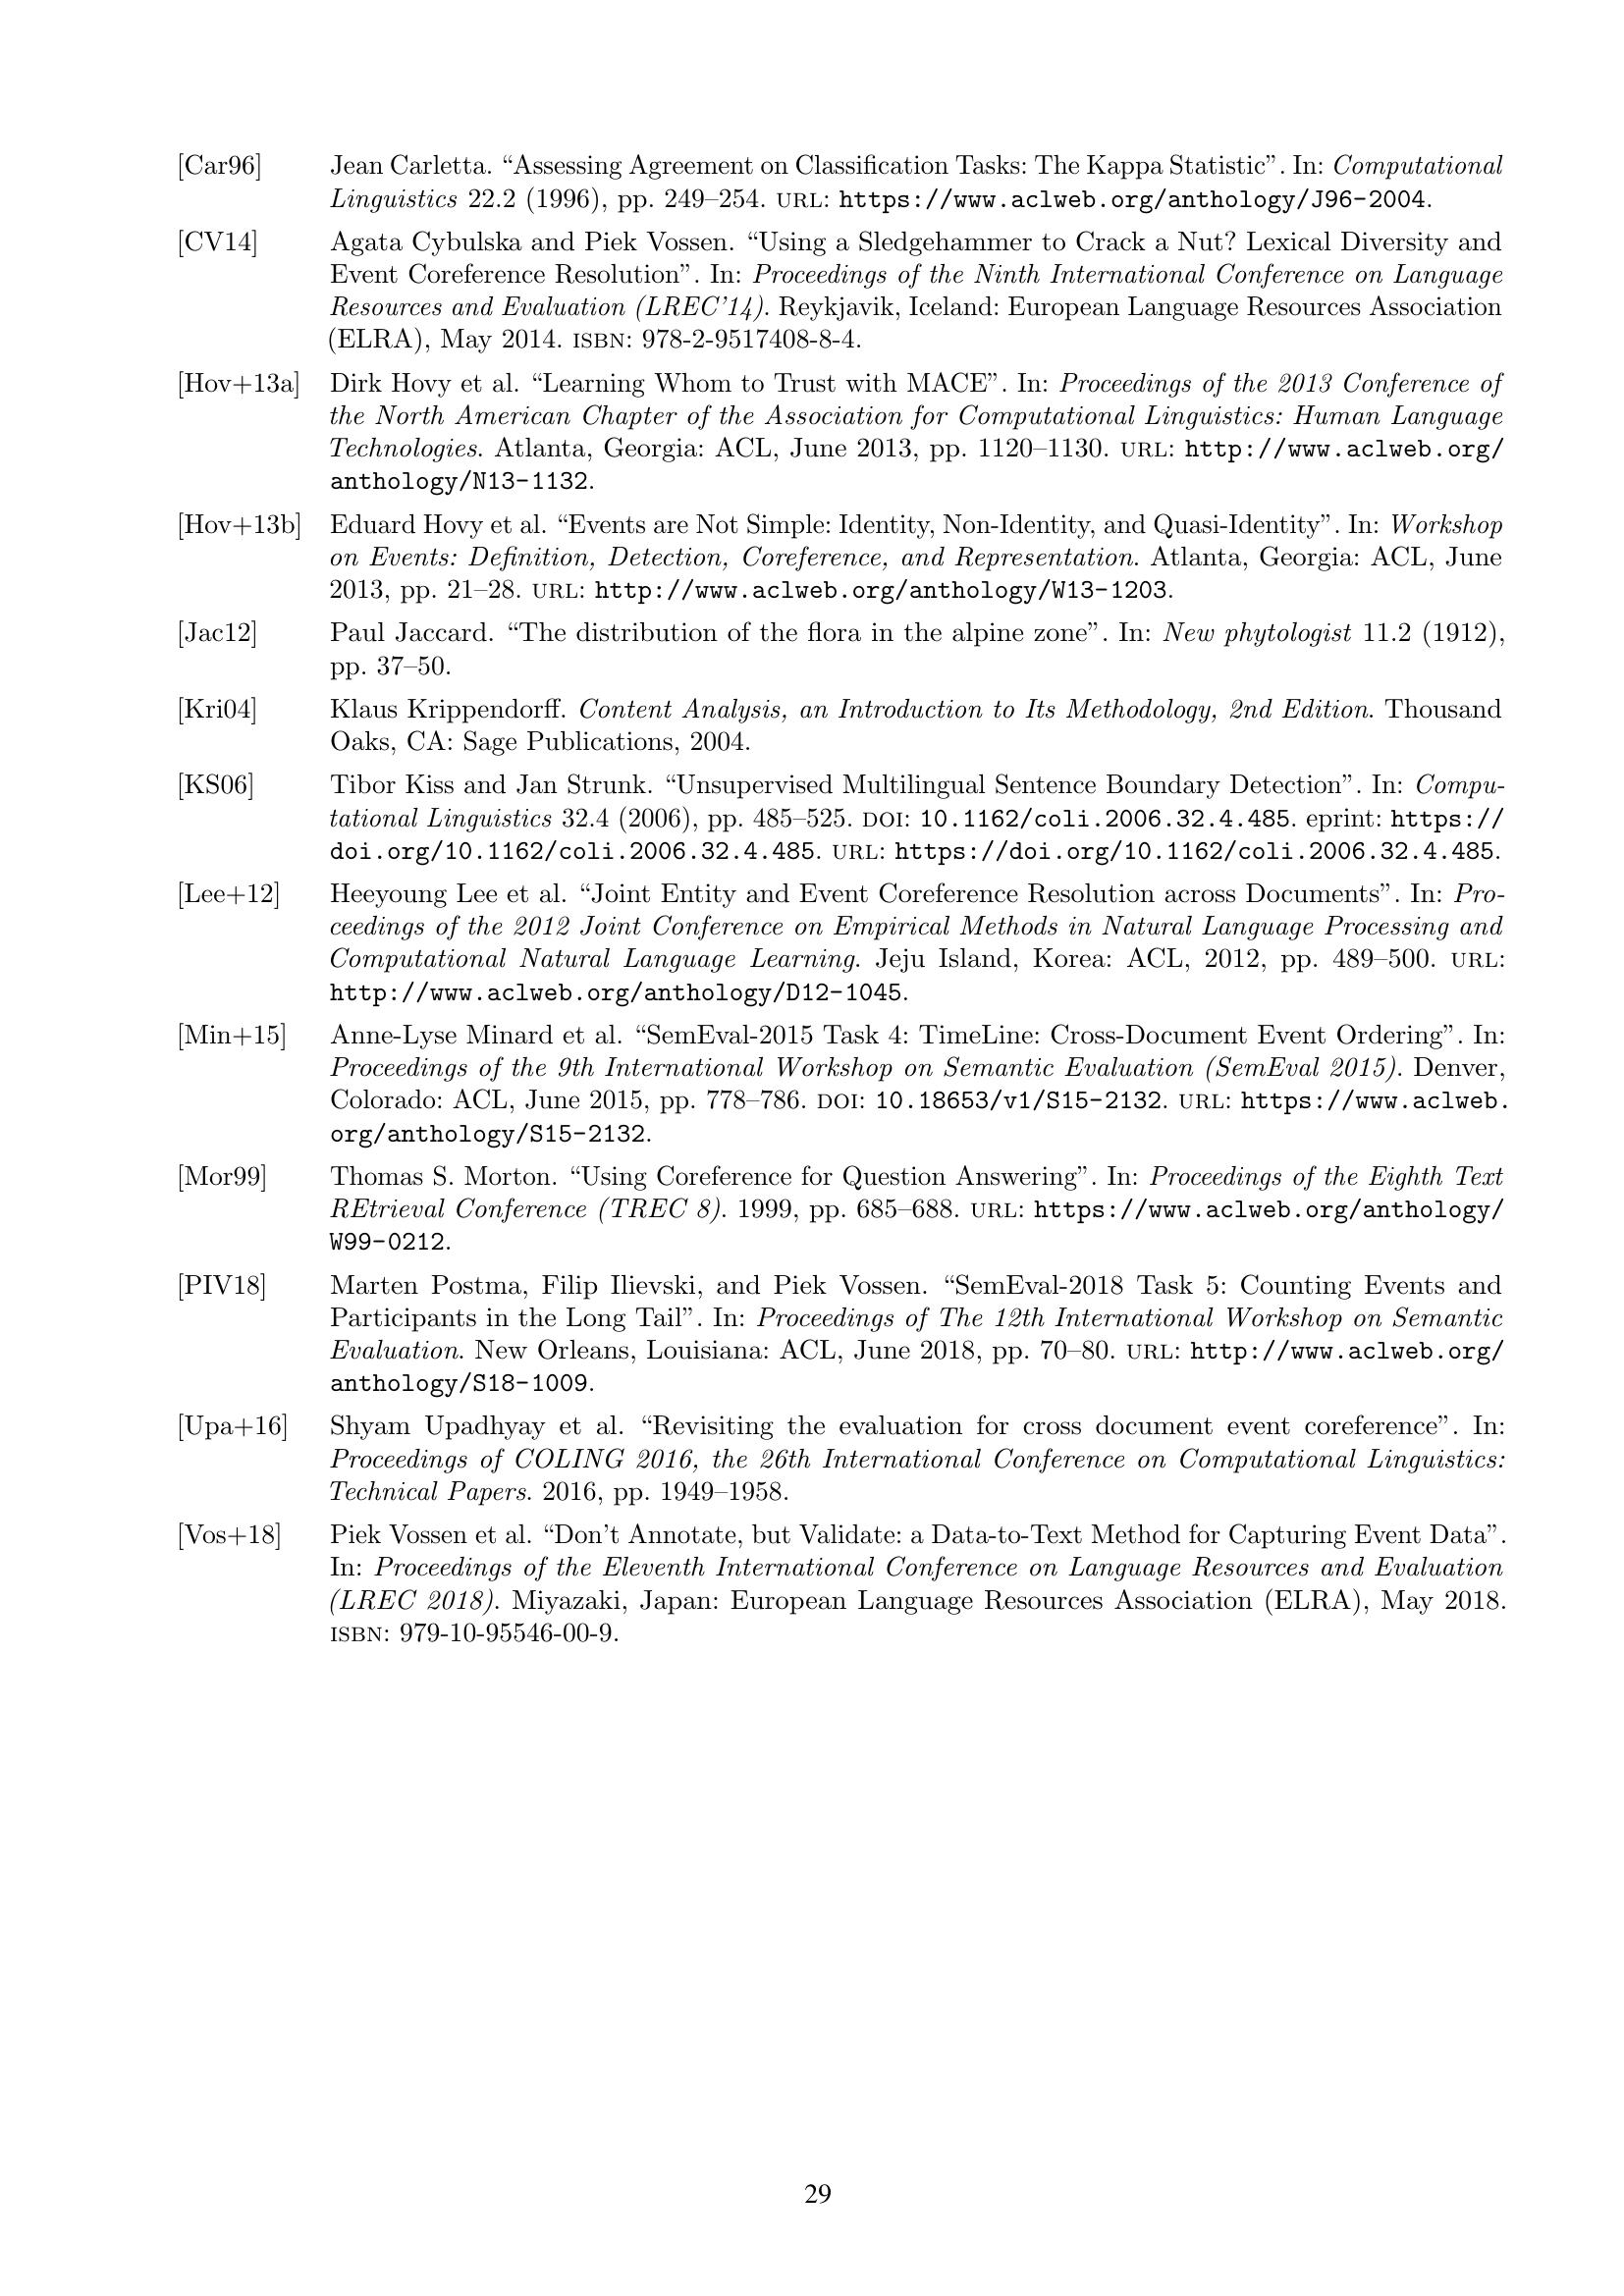 [Car96] Jean Carletta. “Assessing Agreement on Classification Tasks: The Kappa Statistic”. In: Computational
Linguistics 22.2 (1996), pp. 249–254. URL: https://www.aclweb.org/anthology/J96-2004.
[CV14] Agata Cybulska and Piek Vossen. “Using a Sledgehammer to Crack a Nut? Lexical Diversity and
Event Coreference Resolution”. In: Proceedings of the Ninth International Conference on Language
Resources and Evaluation (LREC’14). Reykjavik, Iceland: European Language Resources Association
(ELRA), May 2014. ISBN: 978-2-9517408-8-4.
[Hov+13a] Dirk Hovy et al. “Learning Whom to Trust with MACE”. In: Proceedings of the 2013 Conference of
the North American Chapter of the Association for Computational Linguistics: Human Language
Technologies. Atlanta, Georgia: ACL, June 2013, pp. 1120–1130. URL: http://www.aclweb.org/
anthology/N13-1132.
[Hov+13b] Eduard Hovy et al. “Events are Not Simple: Identity, Non-Identity, and Quasi-Identity”. In: Workshop
on Events: Definition, Detection, Coreference, and Representation. Atlanta, Georgia: ACL, June
2013, pp. 21–28. URL: http://www.aclweb.org/anthology/W13-1203.
[Jac12] Paul Jaccard. “The distribution of the flora in the alpine zone”. In: New phytologist 11.2 (1912),
pp. 37–50.
[Kri04] Klaus Krippendorff. Content Analysis, an Introduction to Its Methodology, 2nd Edition. Thousand
Oaks, CA: Sage Publications, 2004.
[KS06] Tibor Kiss and Jan Strunk. “Unsupervised Multilingual Sentence Boundary Detection”. In: Compu-
tational Linguistics 32.4 (2006), pp. 485–525. DOI: 10.1162/coli.2006.32.4.485. eprint: https://
doi.org/10.1162/coli.2006.32.4.485. URL: https://doi.org/10.1162/coli.2006.32.4.485.
[Lee+12] Heeyoung Lee et al. “Joint Entity and Event Coreference Resolution across Documents”. In: Pro-
ceedings of the 2012 Joint Conference on Empirical Methods in Natural Language Processing and
Computational Natural Language Learning. Jeju Island, Korea: ACL, 2012, pp. 489–500. URL:
http://www.aclweb.org/anthology/D12-1045.
[Min+15] Anne-Lyse Minard et al. “SemEval-2015 Task 4: TimeLine: Cross-Document Event Ordering”. In:
Proceedings of the 9th International Workshop on Semantic Evaluation (SemEval 2015). Denver,
Colorado: ACL, June 2015, pp. 778–786. DOI: 10.18653/v1/S15-2132. URL: https://www.aclweb.
org/anthology/S15-2132.
[Mor99] Thomas S. Morton. “Using Coreference for Question Answering”. In: Proceedings of the Eighth Text
REtrieval Conference (TREC 8). 1999, pp. 685–688. URL: https://www.aclweb.org/anthology/
W99-0212.
[PIV18] Marten Postma, Filip Ilievski, and Piek Vossen. “SemEval-2018 Task 5: Counting Events and
Participants in the Long Tail”. In: Proceedings of The 12th International Workshop on Semantic
Evaluation. New Orleans, Louisiana: ACL, June 2018, pp. 70–80. URL: http://www.aclweb.org/
anthology/S18-1009.
[Upa+16] Shyam Upadhyay et al. “Revisiting the evaluation for cross document event coreference”. In:
Proceedings of COLING 2016, the 26th International Conference on Computational Linguistics:
Technical Papers. 2016, pp. 1949–1958.
[Vos+18] Piek Vossen et al. “Don’t Annotate, but Validate: a Data-to-Text Method for Capturing Event Data”.
In: Proceedings of the Eleventh International Conference on Language Resources and Evaluation
(LREC 2018). Miyazaki, Japan: European Language Resources Association (ELRA), May 2018.
ISBN: 979-10-95546-00-9.
29